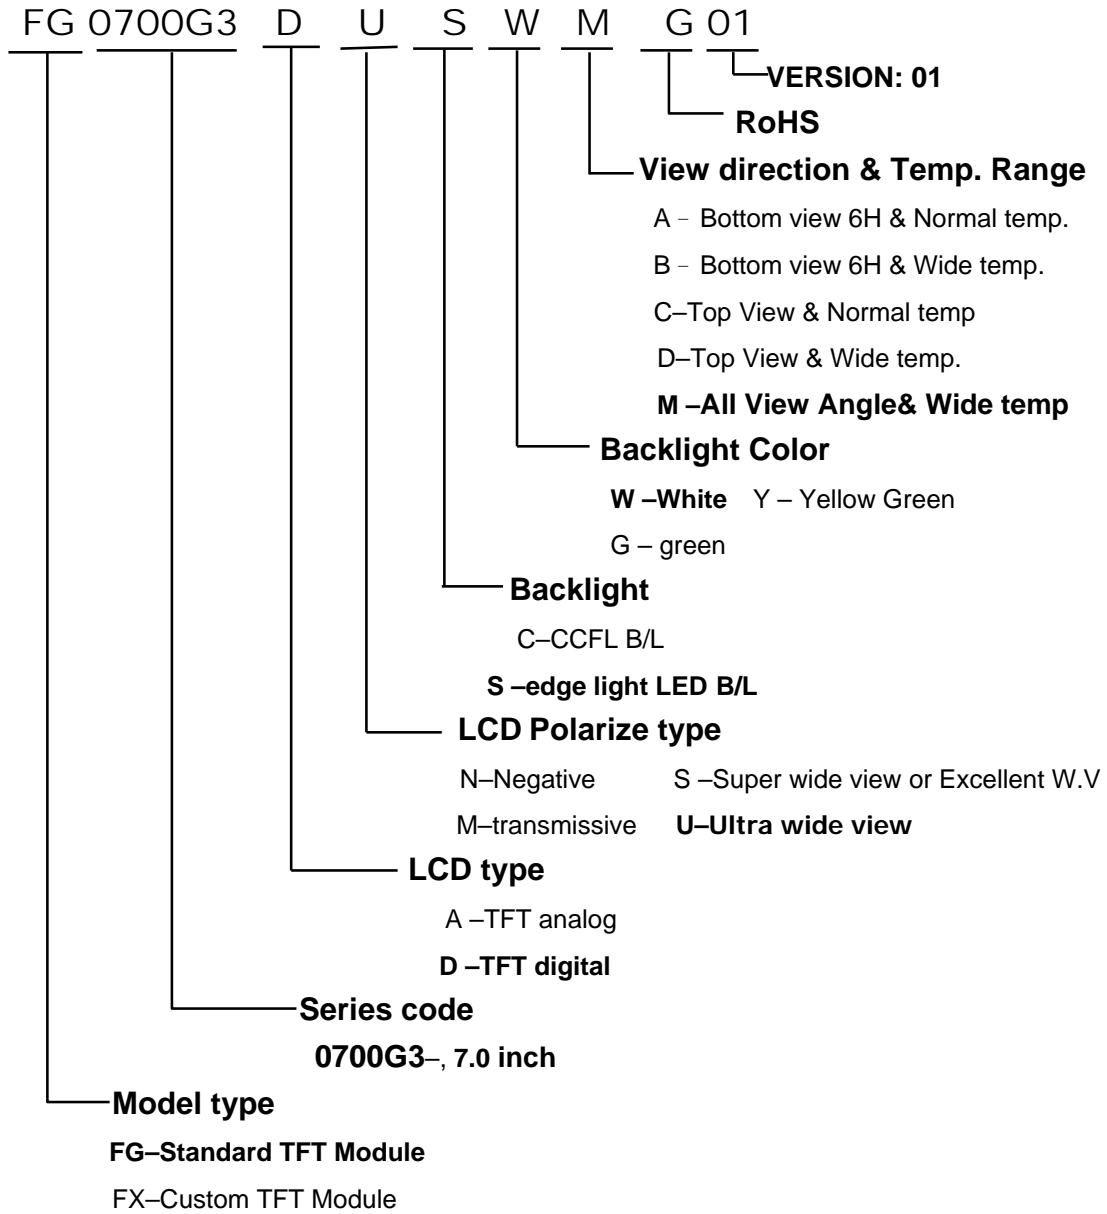 FG 0700G3 D U S W M G 01
VERSION: 01
RoHS
View direction & Temp. Range
A – Bottom view 6H & Normal temp.
B – Bottom view 6H & Wide temp.
C–Top View & Normal temp
D–Top View & Wide temp.
M –All View Angle& Wide temp
Backlight Color
W –White Y – Yellow Green
G – green
Backlight
C–CCFL B/L
S –edge light LED B/L
LCD Polarize type
N–Negative S –Super wide view or Excellent W.V
M–transmissive U–Ultra wide view
LCD type
A –TFT analog
D –TFT digital
Series code
0700G3–, 7.0 inch
Model type
FG–Standard TFT Module
FX–Custom TFT Module